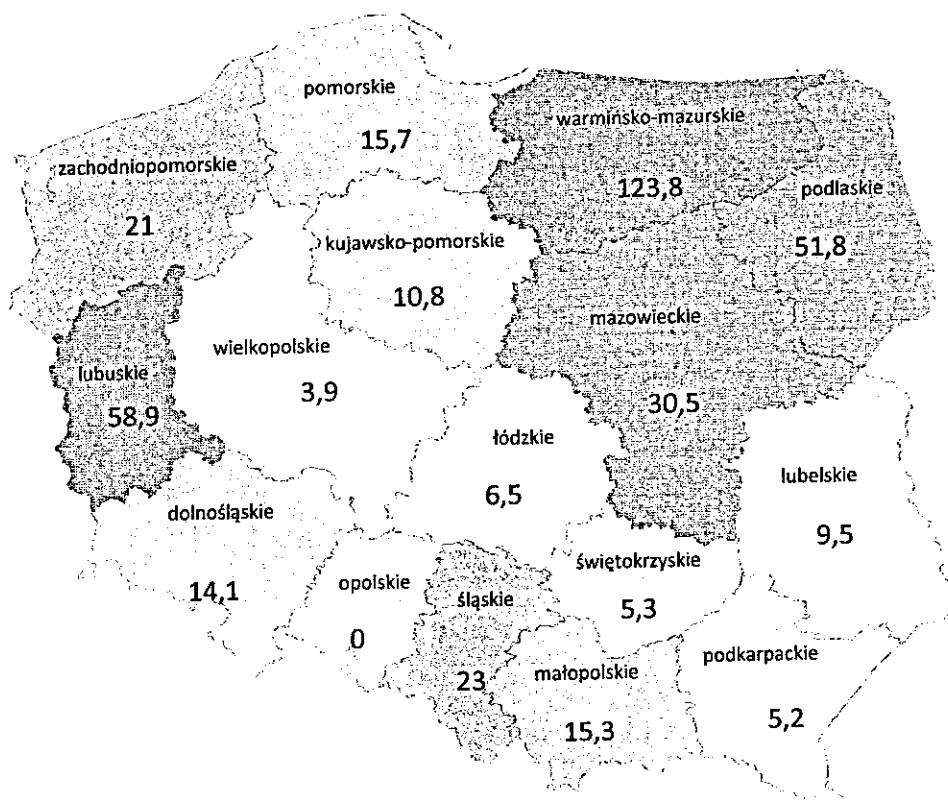 pomorskie
15,7
warmińsko-mazurskie
123,8
zachodniopomorskie
21
podlaskie
51,8
kujawsko-pomorskie
10,8
mazowieckie
30,5
wielkopolskie
3,9
lubuskie
58,9
łódzkie
6,5
lubelskie
9,5
dolnośląskie
14,1
opolskie
0
śląskie
23
świętokrzyskie
5,3
małopolskie
15,3
podkarpackie
5,2